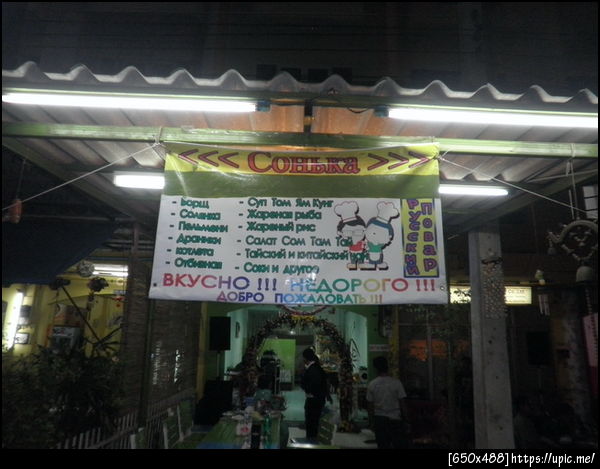 <<< Сонька >>>
- Борщ
- Солянка
- Пельмени
- Драники
- котлета
- Отбивная
- Суп Том Ям Кунг
- Жареная рыба
- Жареный рис
- Салат Сом Там Тай
- Тайский и китайский чай
- Соки и другое
РУССКИЙ
ПОВАР
ВКУСНО !!! НЕДОРОГО !!!
ДОБРО ПОЖАЛОВАТЬ !!!
[650x488]https://upic.me/